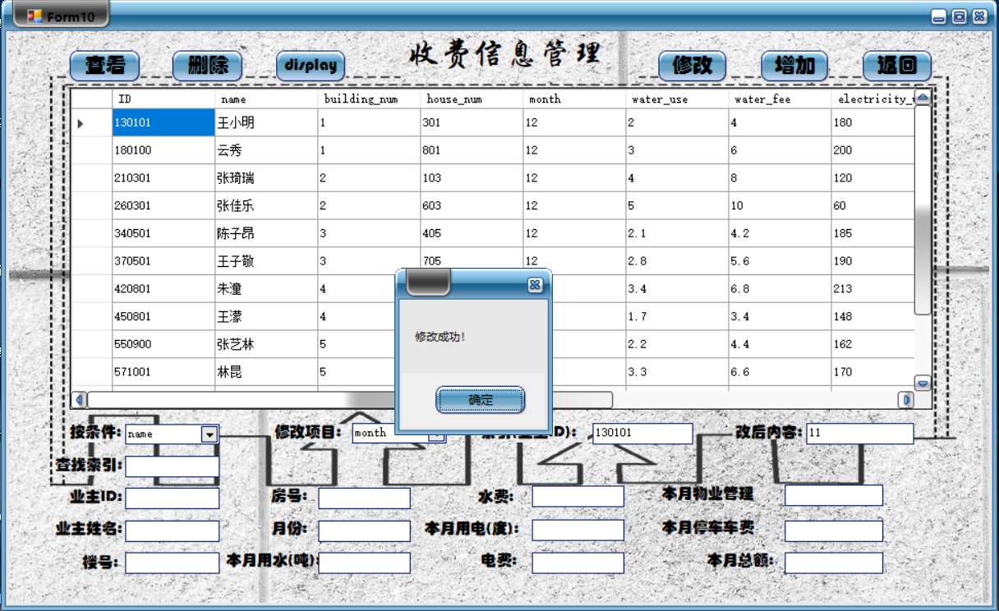 Form10
收费信息管理
查看 删除 display 修改 增加 返回
ID name building_num house_num month water_use water_fee electricity_
130101 王小明 1 301 12 2 4 180
180100 云秀 1 801 12 3 6 200
210301 张琦瑞 2 103 12 4 8 120
260301 张佳乐 2 603 12 5 10 60
340501 陈子昂 3 405 12 2.1 4.2 185
370501 王子敬 3 705 12 2.8 5.6 190
420801 朱潼 4 3.4 6.8 213
450801 王濛 4 1.7 3.4 148
550900 张艺林 5 2.2 4.4 162
571001 林昆 5 3.3 6.6 170
修改成功!
确定
按条件: name 修改项目: month ID): 130101 改后内容: 11
查找索引:
业主ID: 房号: 水费: 本月物业管理
业主姓名: 月份: 本月用电(度): 本月停车车费
楼号: 本月用水(吨): 电费: 本月总额: